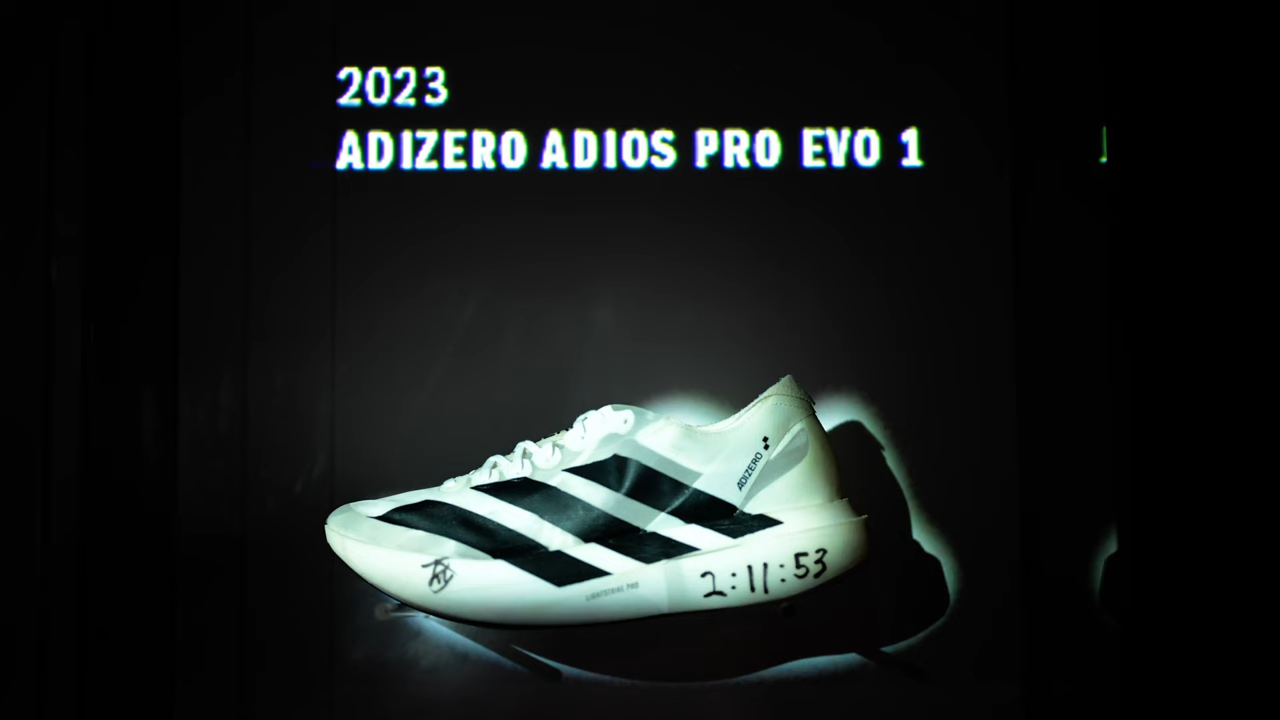 2023
ADIZERO ADIOS PRO EVO 1
ADIZERO
LIGHTSTRIKE PRO
2:11:53